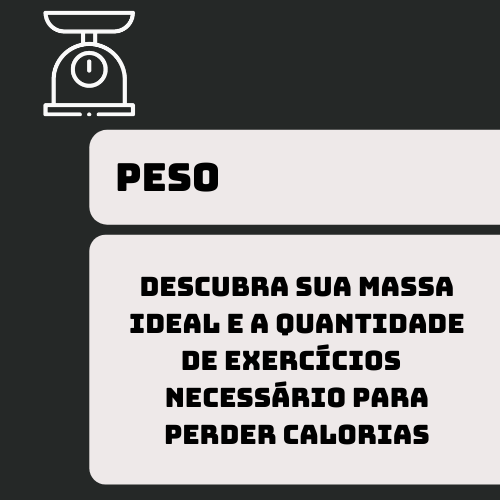 PESO
DESCUBRA SUA MASSA
IDEAL E A QUANTIDADE
DE EXERCÍCIOS
NECESSÁRIO PARA
PERDER CALORIAS